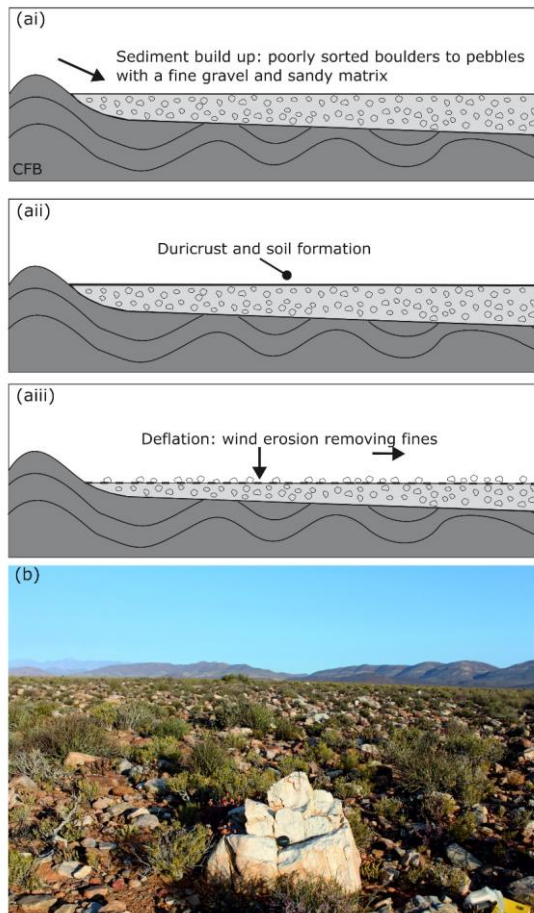 (ai)
Sediment build up: poorly sorted boulders to pebbles
with a fine gravel and sandy matrix
CFB
(aii)
Duricrust and soil formation
(aiii)
Deflation: wind erosion removing fines
(b)